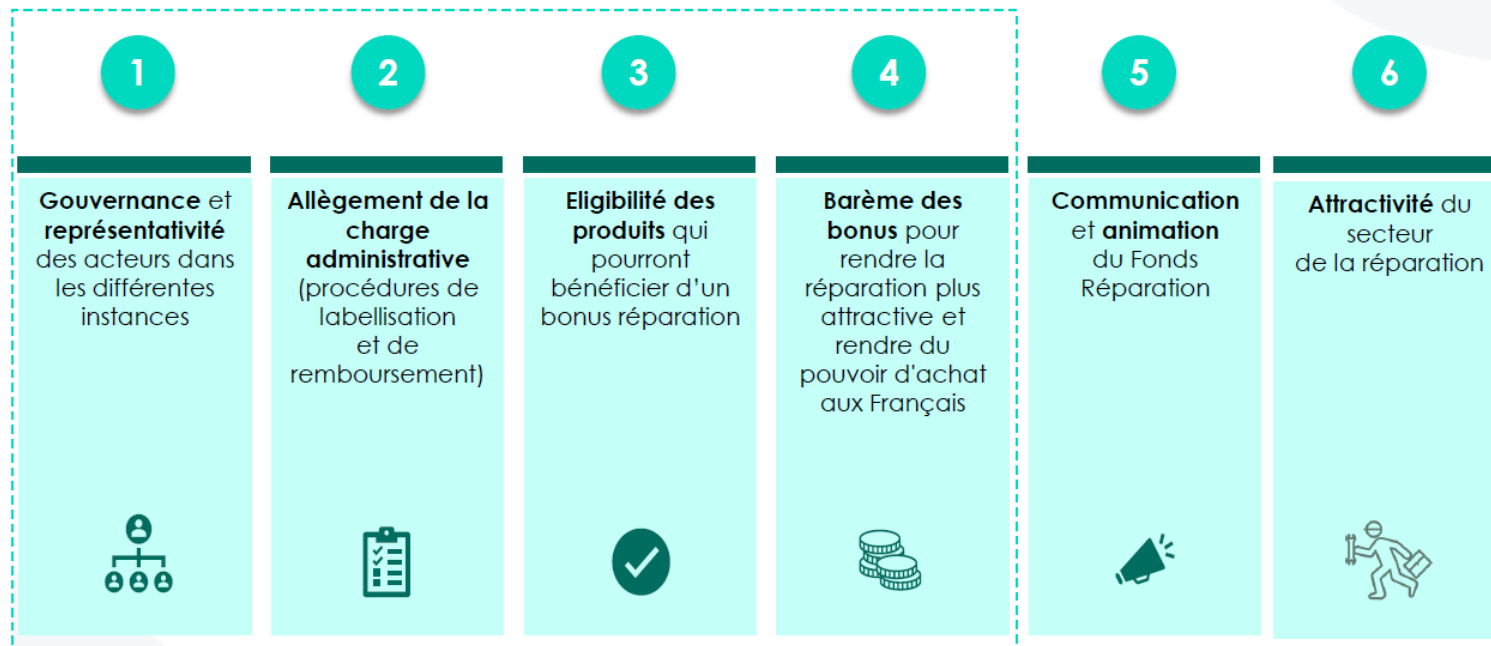 1
Gouvernance et
représentativité
des acteurs dans
les différentes
instances
2
Allègement de la
charge
administrative
(procédures de
labellisation
et de
remboursement)
3
Eligibilité des
produits qui
pourront
bénéficier d’un
bonus réparation
4
Barème des
bonus pour
rendre la
réparation plus
attractive et
rendre du
pouvoir d'achat
aux Français
5
Communication
et animation
du Fonds
Réparation
6
Attractivité du
secteur
de la réparation